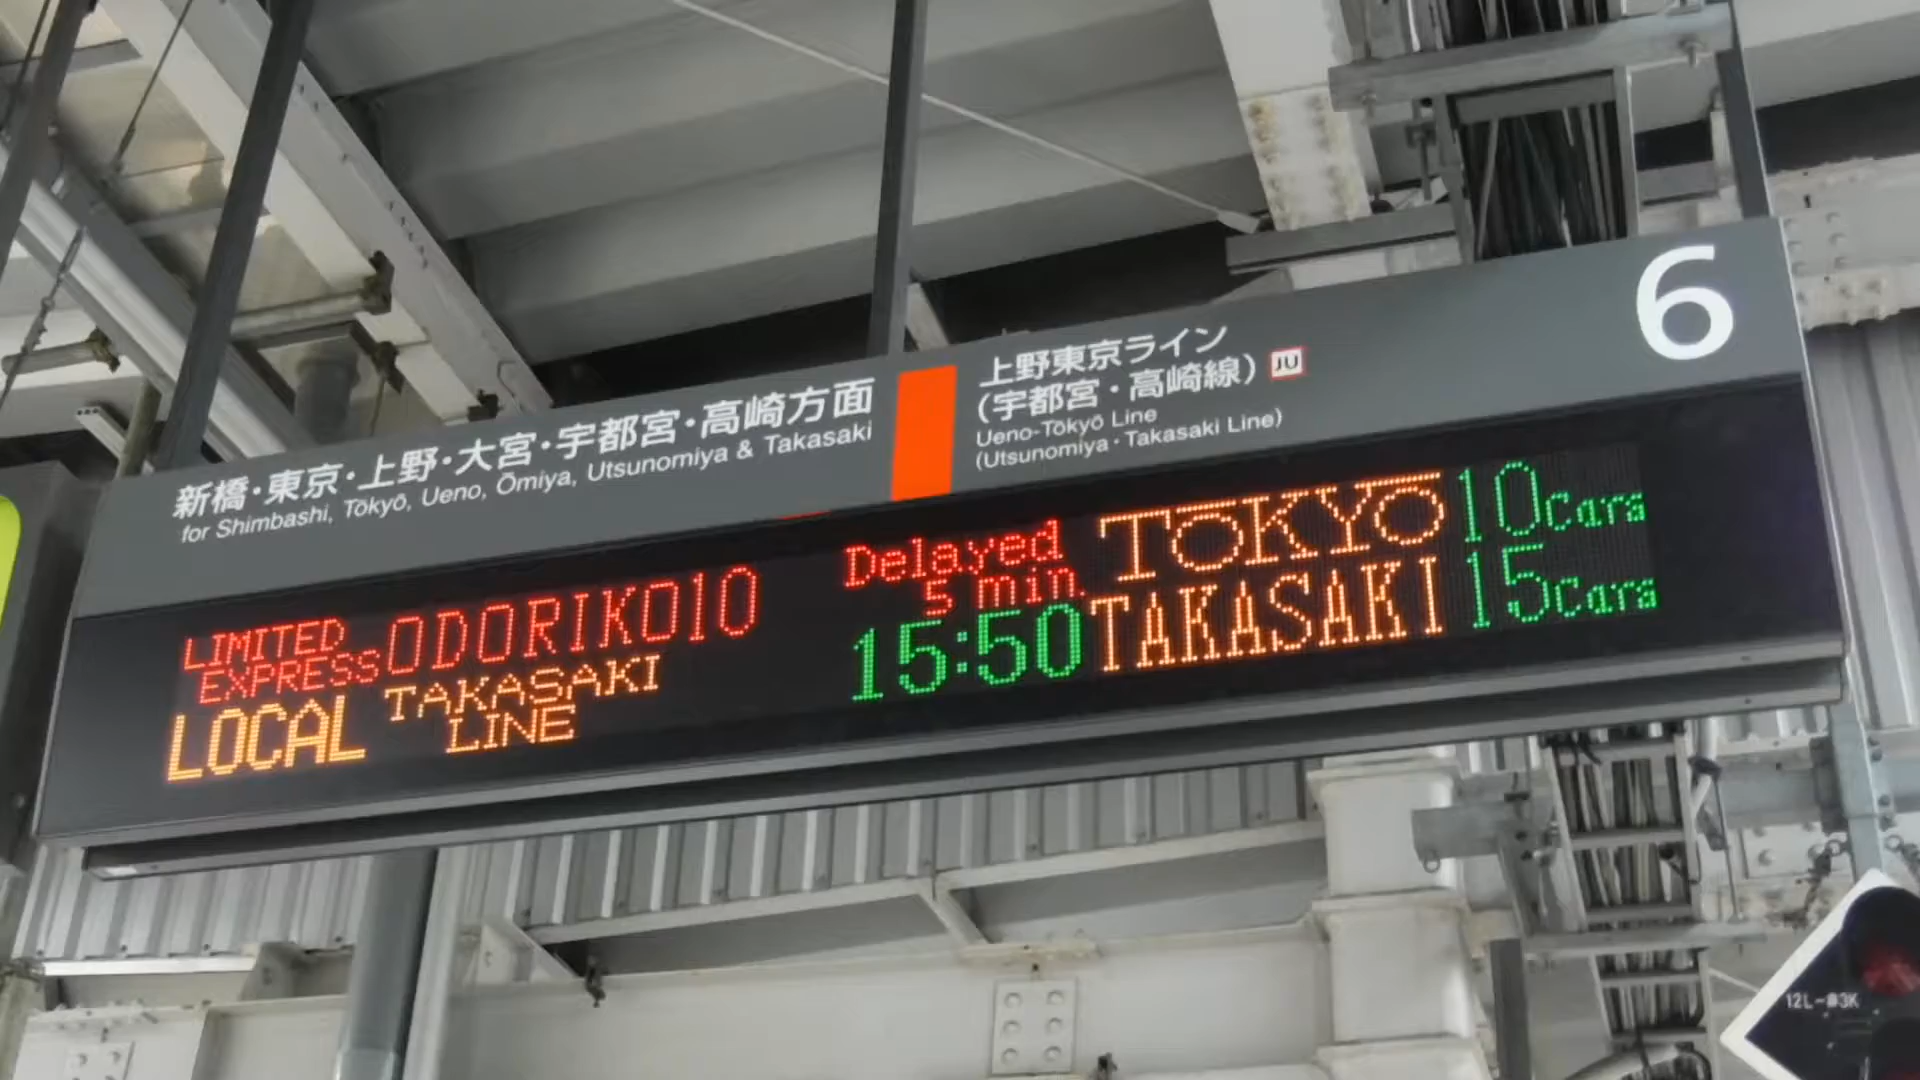 新橋・東京・上野・大宮・宇都宮・高崎方面
for Shimbashi, Tōkyō, Ueno, Ōmiya, Utsunomiya & Takasaki
上野東京ライン
(宇都宮・高崎線) JU
Ueno-Tōkyō Line
(Utsunomiya・Takasaki Line)
6
LIMITED EXPRESS ODORIKO10 Delayed 5 min. TŌKYŌ 10Cars
LOCAL TAKASAKI LINE 15:50 TAKASAKI 15Cars